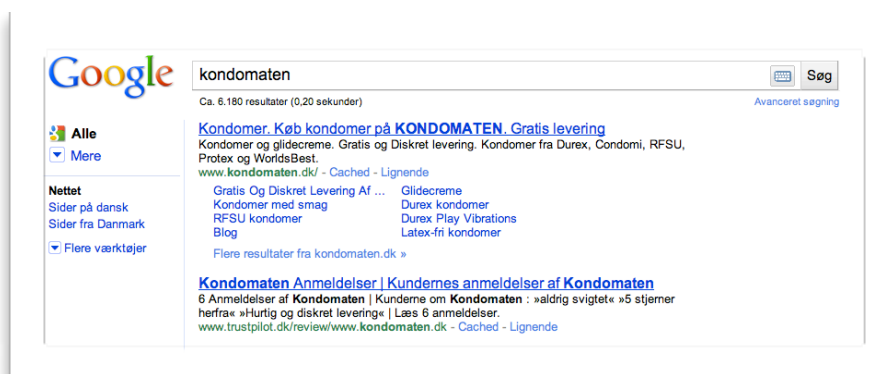 Google
kondomaten
Søg
Ca. 6.180 resultater (0,20 sekunder)
Avanceret søgning
Alle
Mere
Nettet
Sider på dansk
Sider fra Danmark
Flere værktøjer
Kondomer. Køb kondomer på KONDOMATEN. Gratis levering
Kondomer og glidecreme. Gratis og Diskret levering. Kondomer fra Durex, Condomi, RFSU,
Protex og WorldsBest.
www.kondomaten.dk/ - Cached - Lignende
Gratis Og Diskret Levering Af ...
Glidecreme
Kondomer med smag
Durex kondomer
RFSU kondomer
Durex Play Vibrations
Blog
Latex-fri kondomer
Flere resultater fra kondomaten.dk »
Kondomaten Anmeldelser | Kundernes anmeldelser af Kondomaten
6 Anmeldelser af Kondomaten | Kunderne om Kondomaten : »aldrig svigtet« »5 stjerner
herfra« »Hurtig og diskret levering« | Læs 6 anmeldelser.
www.trustpilot.dk/review/www.kondomaten.dk - Cached - Lignende